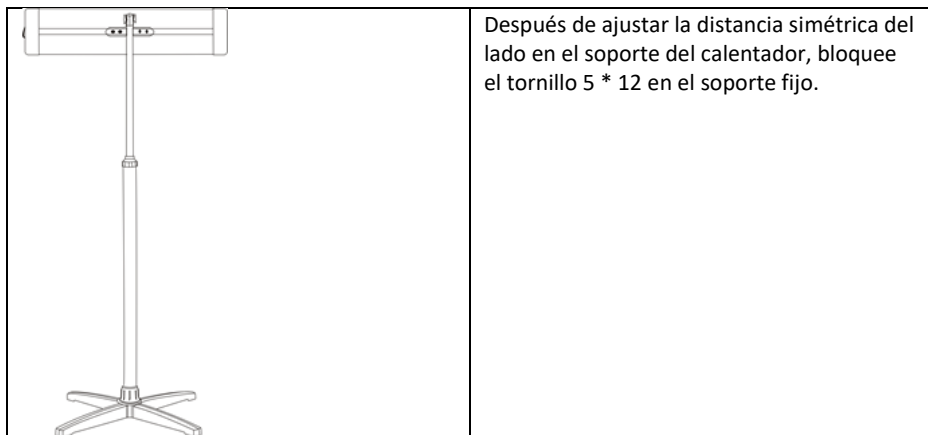 Después de ajustar la distancia simétrica del
lado en el soporte del calentador, bloquee
el tornillo 5 * 12 en el soporte fijo.